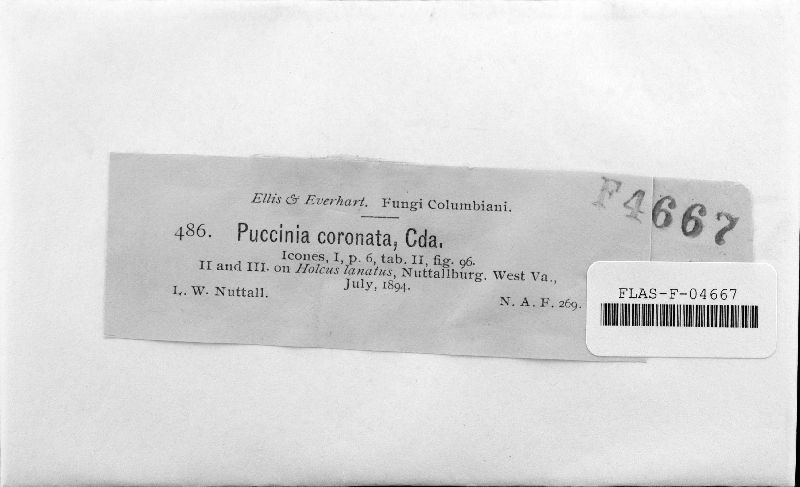 Ellis & Everhart. Fungi Columbiani.
F4667
486. Puccinia coronata, Cda.
Icones, I, p. 6, tab. II, fig. 96.
II and III. on Holcus lanatus, Nuttallburg. West Va.,
July, 1894.
L. W. Nuttall.
N. A. F. 269.
FLAS-F-04667